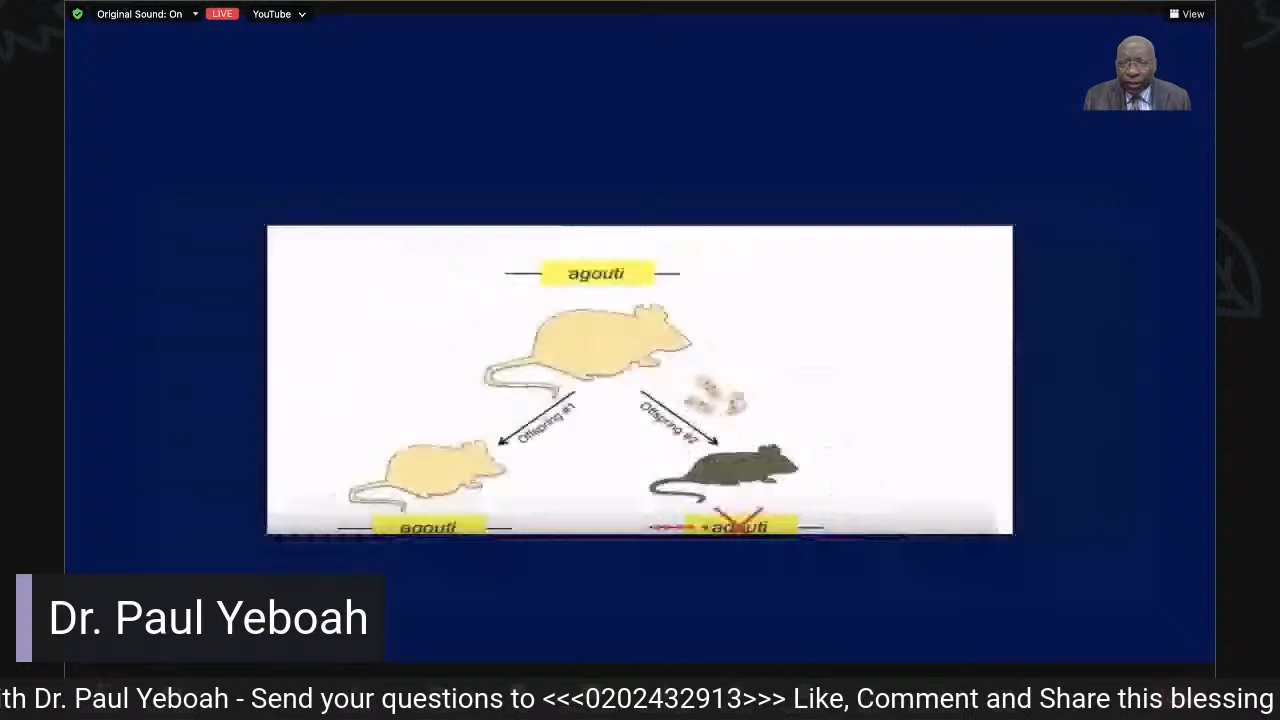 Original Sound: On LIVE YouTube View
agouti
Offspring #1
Offspring #2
agouti
agouti
Dr. Paul Yeboah
ith Dr. Paul Yeboah - Send your questions to <<<0202432913>>> Like, Comment and Share this blessing